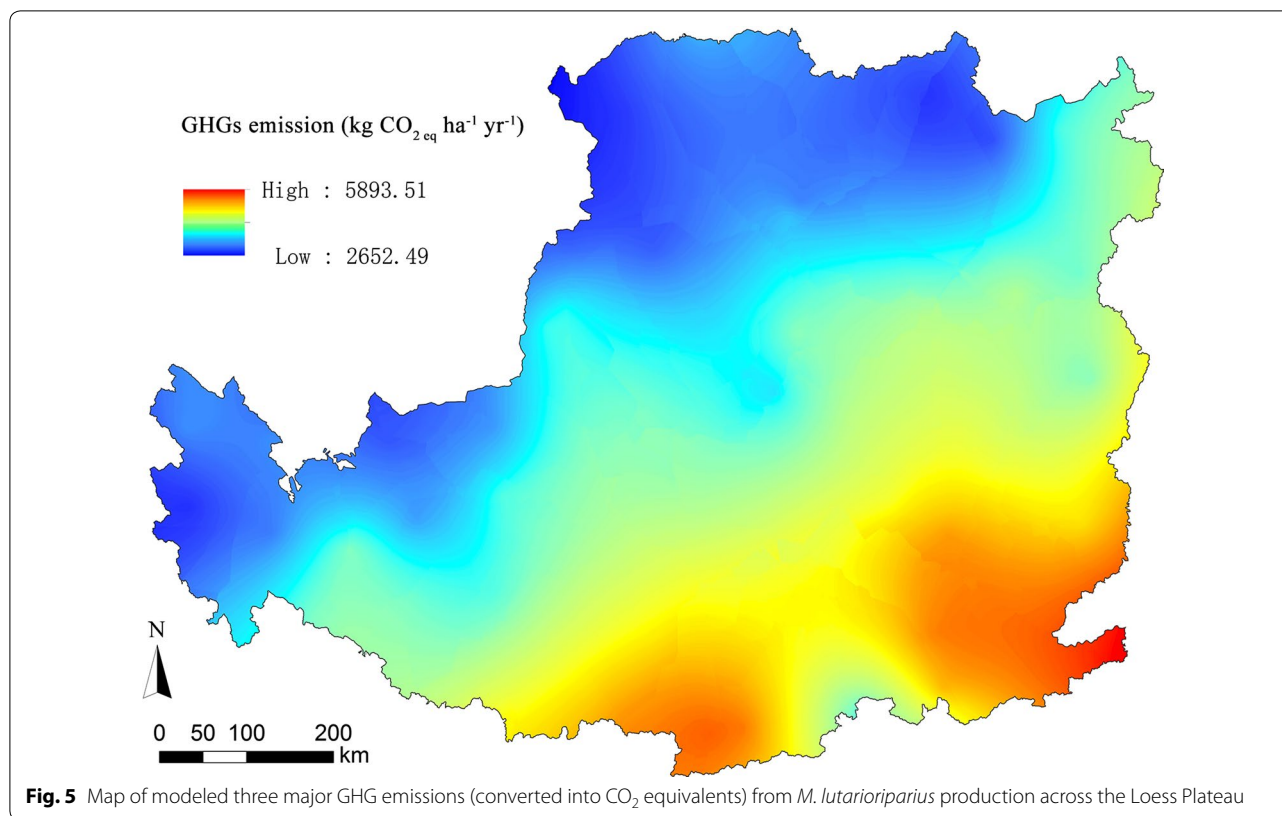 GHGs emission (kg CO₂ eq ha⁻¹ yr⁻¹)
High : 5893.51
Low : 2652.49
N
0 50 100 200
km
Fig. 5 Map of modeled three major GHG emissions (converted into CO₂ equivalents) from M. lutarioriparius production across the Loess Plateau